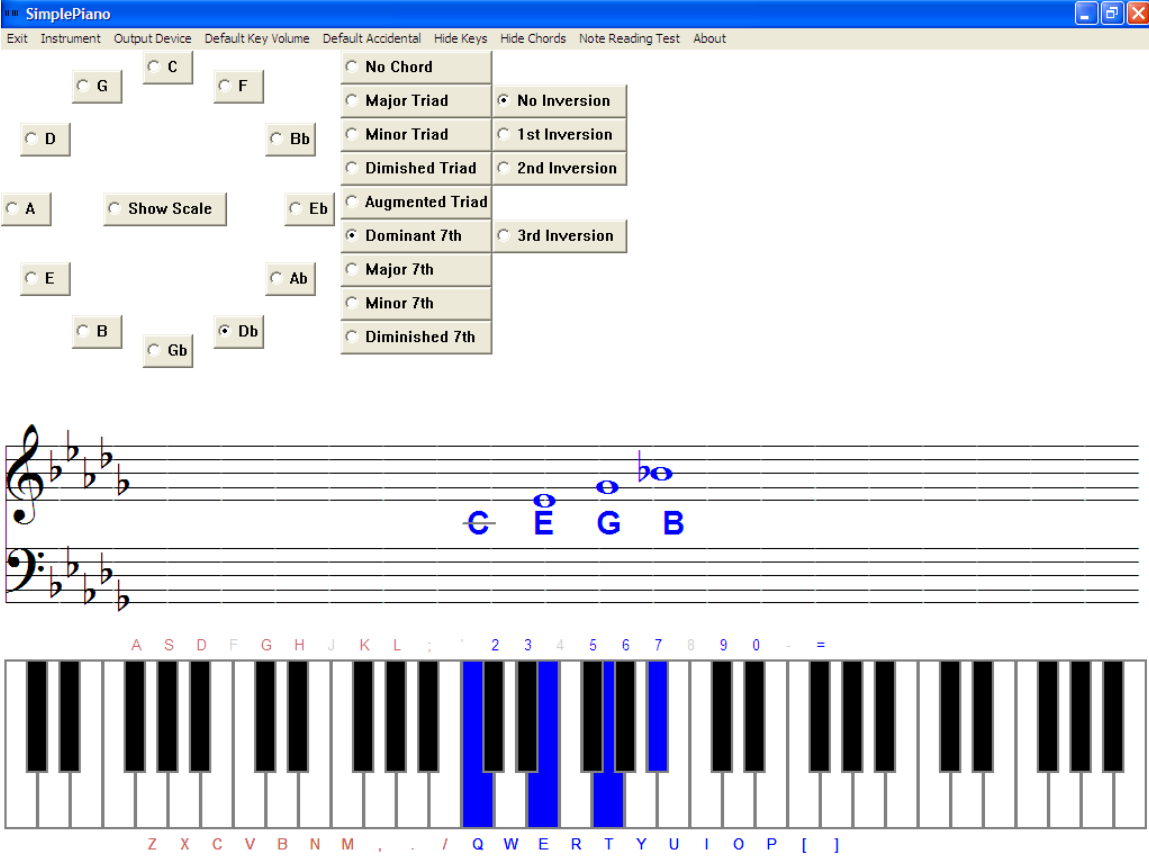 SimplePiano
Exit Instrument Output Device Default Key Volume Default Accidental Hide Keys Hide Chords Note Reading Test About
C
No Chord
G
F
Major Triad
No Inversion
D
Bb
Minor Triad
1st Inversion
Dimished Triad
2nd Inversion
A
Show Scale
Eb
Augmented Triad
Dominant 7th
3rd Inversion
E
Ab
Major 7th
Minor 7th
B
Db
Gb
Diminished 7th
C E G B
A S D F G H J K L ; ' 2 3 4 5 6 7 8 9 0 - =
Z X C V B N M , . / Q W E R T Y U I O P [ ]